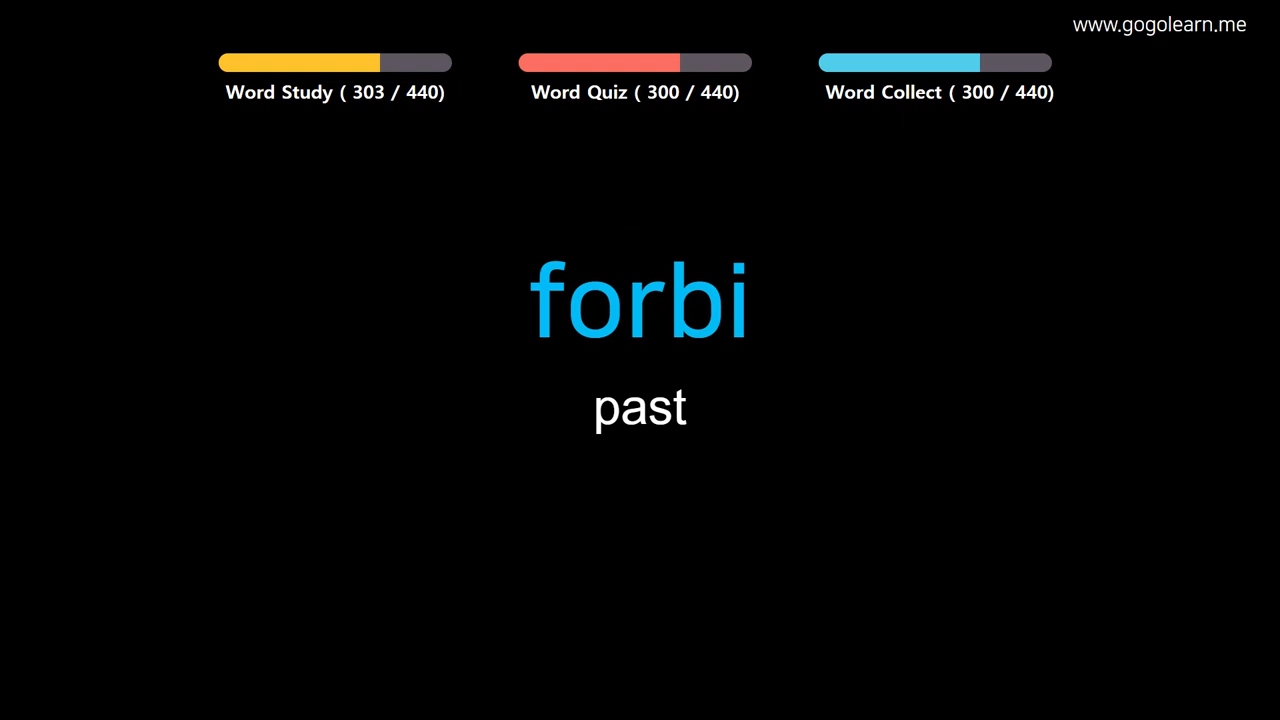 www.gogolearn.me
Word Study ( 303 / 440)
Word Quiz ( 300 / 440)
Word Collect ( 300 / 440)
forbi
past